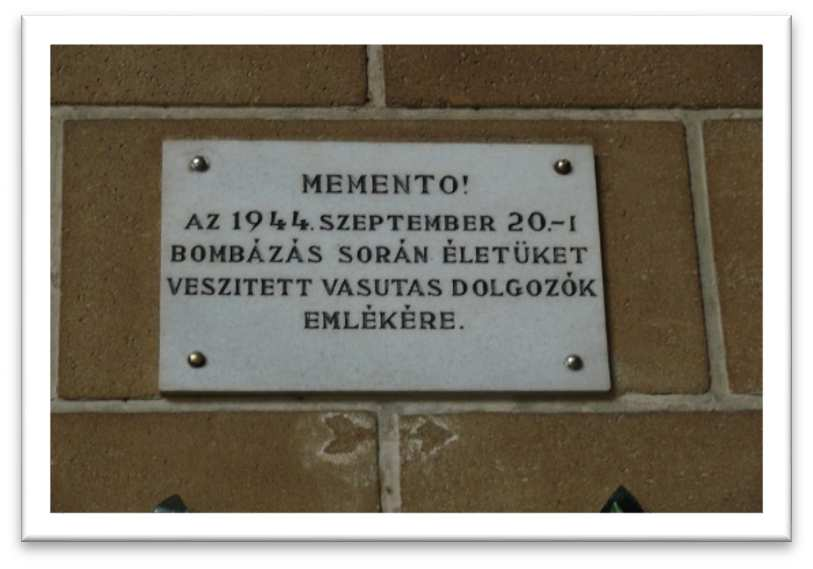 MEMENTO!
AZ 1944. SZEPTEMBER 20.-I
BOMBÁZÁS SORÁN ÉLETÜKET
VESZITETT VASUTAS DOLGOZÓK
EMLÉKÉRE.